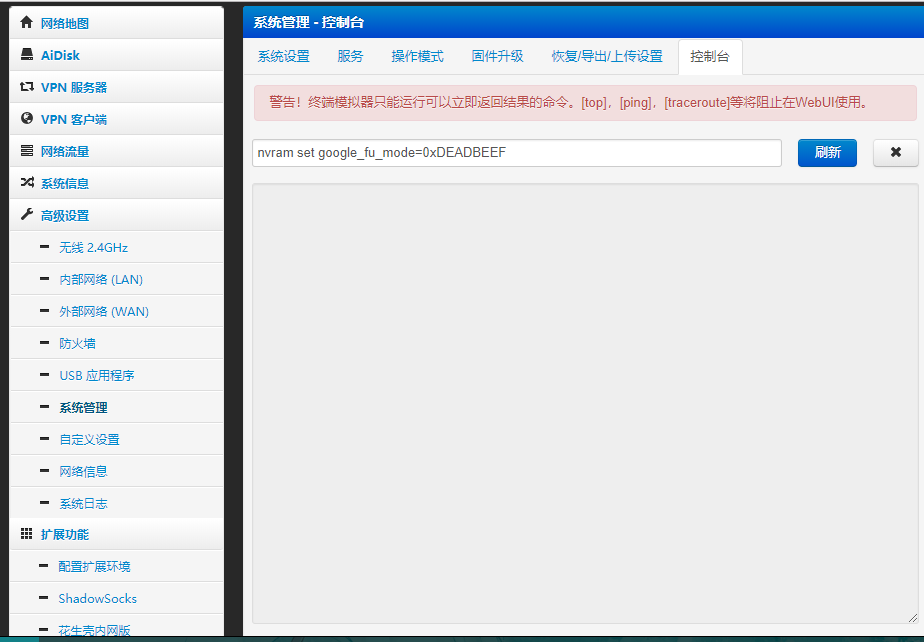 网络地图
AiDisk
VPN 服务器
VPN 客户端
网络流量
系统信息
高级设置
无线 2.4GHz
内部网络 (LAN)
外部网络 (WAN)
防火墙
USB 应用程序
系统管理
自定义设置
网络信息
系统日志
扩展功能
配置扩展环境
ShadowSocks
花生壳内网版
系统管理 - 控制台
系统设置 服务 操作模式 固件升级 恢复/导出/上传设置 控制台
警告！终端模拟器只能运行可以立即返回结果的命令。[top]，[ping]，[traceroute]等将阻止在WebUI使用。
nvram set google_fu_mode=0xDEADBEEF
刷新